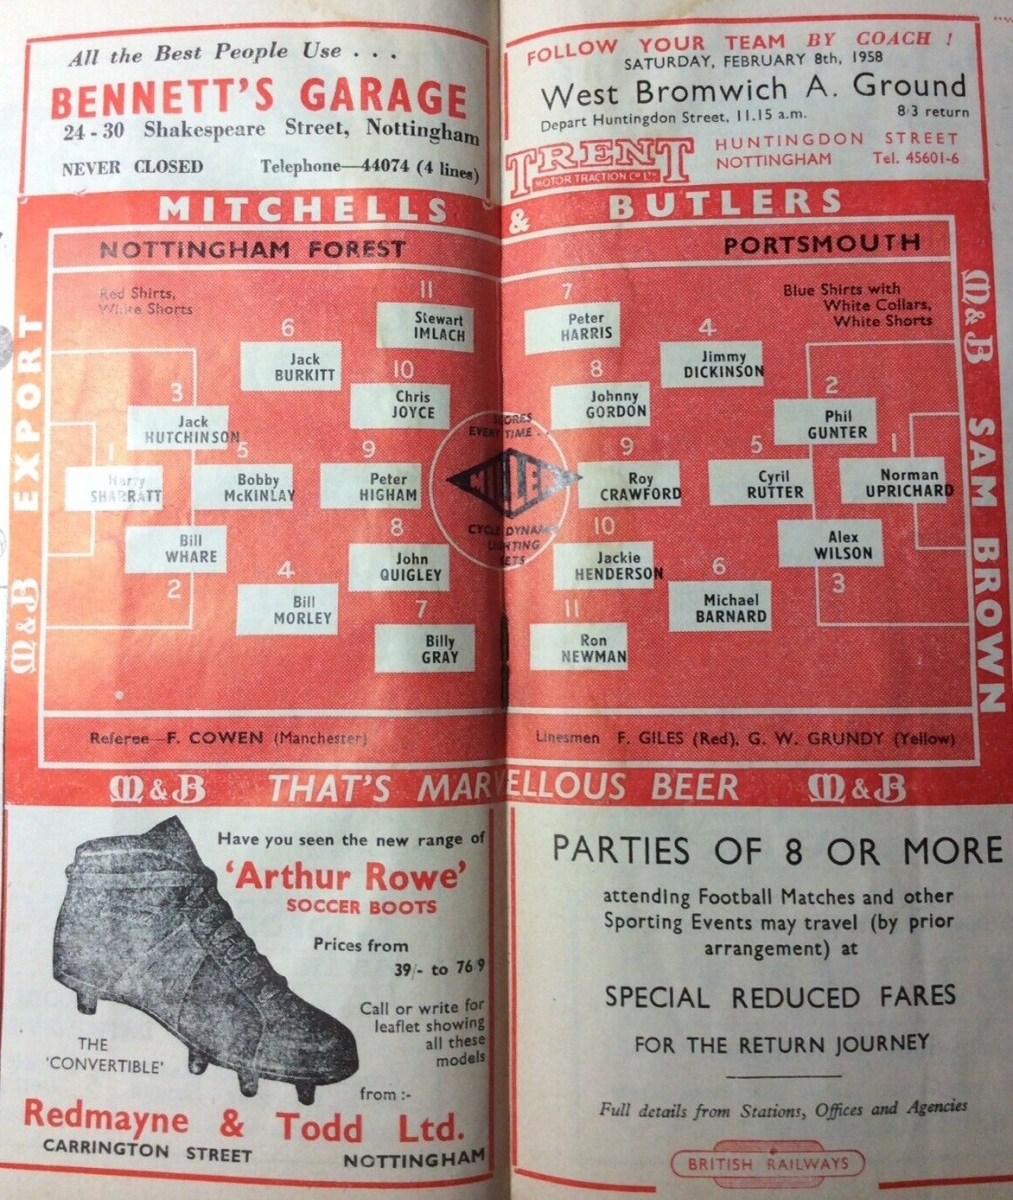 All the Best People Use . . .
BENNETT'S GARAGE
24 - 30 Shakespeare Street, Nottingham
NEVER CLOSED Telephone—44074 (4 lines)
FOLLOW YOUR TEAM BY COACH !
SATURDAY, FEBRUARY 8th, 1958
West Bromwich A. Ground
Depart Huntingdon Street, 11.15 a.m. 8/3 return
TRENT
MOTOR TRACTION CO LTD.
HUNTINGDON STREET
NOTTINGHAM Tel. 45601-6
MITCHELLS & BUTLERS
M&B EXPORT
NOTTINGHAM FOREST
Red Shirts,
White Shorts
11
Stewart
IMLACH
6
Jack
BURKITT
10
Chris
JOYCE
3
Jack
HUTCHINSON
1
Harry
SHARRATT
5
Bobby
McKINLAY
9
Peter
HIGHAM
Bill
WHARE
2
8
John
QUIGLEY
4
Bill
MORLEY
7
Billy
GRAY
SCORES
EVERY TIME . .
MILLER
CYCLE DYNAMO
LIGHTING
SETS
PORTSMOUTH
Blue Shirts with
White Collars,
White Shorts
7
Peter
HARRIS
4
Jimmy
DICKINSON
8
Johnny
GORDON
2
Phil
GUNTER
9
Roy
CRAWFORD
5
Cyril
RUTTER
1
Norman
UPRICHARD
10
Jackie
HENDERSON
Alex
WILSON
3
6
Michael
BARNARD
11
Ron
NEWMAN
M&B SAM BROWN
Referee—F. COWEN (Manchester)
Linesmen F. GILES (Red), G. W. GRUNDY (Yellow)
M&B THAT'S MARVELLOUS BEER M&B
Have you seen the new range of
'Arthur Rowe'
SOCCER BOOTS
Prices from
39/- to 76/9
Call or write for
leaflet showing
all these
models
from :-
THE
'CONVERTIBLE'
Redmayne & Todd Ltd.
CARRINGTON STREET NOTTINGHAM
PARTIES OF 8 OR MORE
attending Football Matches and other
Sporting Events may travel (by prior
arrangement) at
SPECIAL REDUCED FARES
FOR THE RETURN JOURNEY
Full details from Stations, Offices and Agencies
BRITISH RAILWAYS